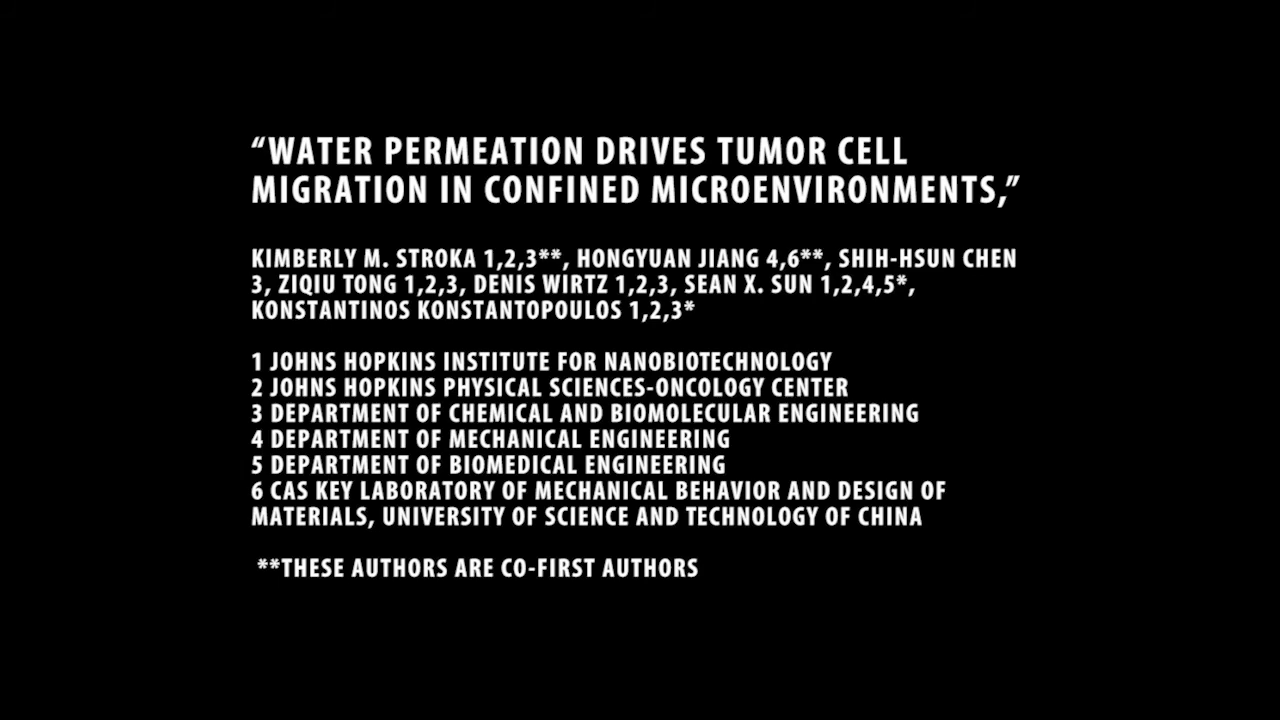 “WATER PERMEATION DRIVES TUMOR CELL
MIGRATION IN CONFINED MICROENVIRONMENTS,”
KIMBERLY M. STROKA 1,2,3**, HONGYUAN JIANG 4,6**, SHIH-HSUN CHEN
3, ZIQIU TONG 1,2,3, DENIS WIRTZ 1,2,3, SEAN X. SUN 1,2,4,5*,
KONSTANTINOS KONSTANTOPOULOS 1,2,3*
1 JOHNS HOPKINS INSTITUTE FOR NANOBIOTECHNOLOGY
2 JOHNS HOPKINS PHYSICAL SCIENCES-ONCOLOGY CENTER
3 DEPARTMENT OF CHEMICAL AND BIOMOLECULAR ENGINEERING
4 DEPARTMENT OF MECHANICAL ENGINEERING
5 DEPARTMENT OF BIOMEDICAL ENGINEERING
6 CAS KEY LABORATORY OF MECHANICAL BEHAVIOR AND DESIGN OF
MATERIALS, UNIVERSITY OF SCIENCE AND TECHNOLOGY OF CHINA
**THESE AUTHORS ARE CO-FIRST AUTHORS